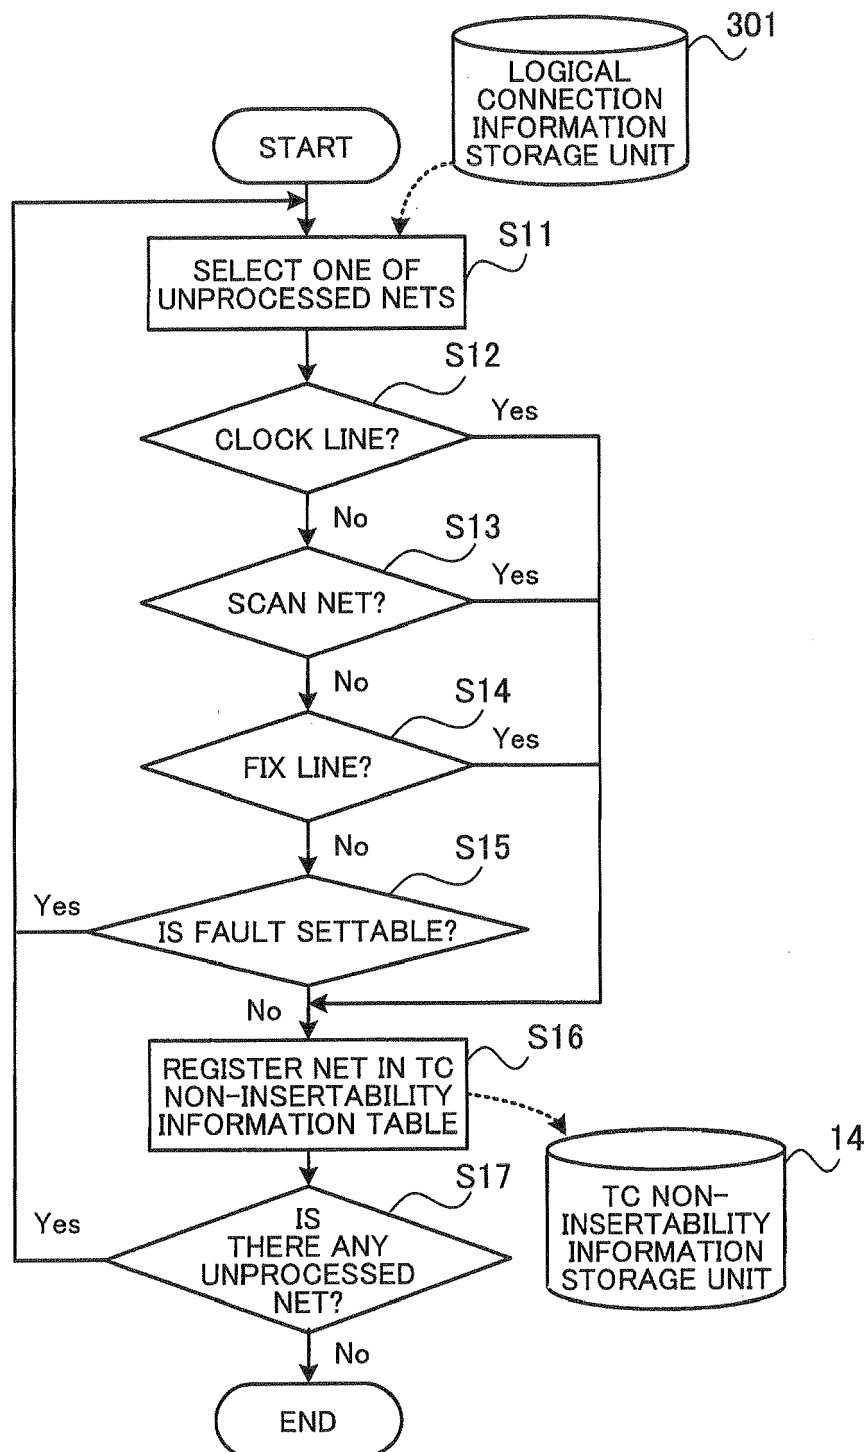 301
LOGICAL
CONNECTION
INFORMATION
STORAGE UNIT
START
S11
SELECT ONE OF
UNPROCESSED NETS
S12
CLOCK LINE?
Yes
No
S13
SCAN NET?
Yes
No
S14
FIX LINE?
Yes
No
S15
IS FAULT SETTABLE?
Yes
No
S16
REGISTER NET IN TC
NON-INSERTABILITY
INFORMATION TABLE
14
TC NON-
INSERTABILITY
INFORMATION
STORAGE UNIT
S17
IS
THERE ANY
UNPROCESSED
NET?
Yes
No
END